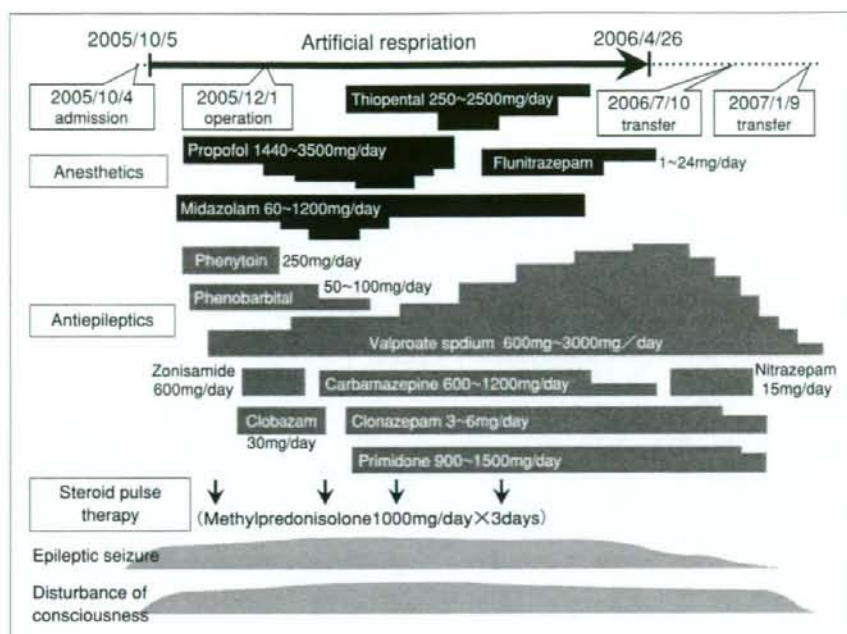 2005/10/5 Artificial respriation 2006/4/26
2005/10/4
admission
2005/12/1
operation
2006/7/10
transfer
2007/1/9
transfer
Thiopental 250~2500mg/day
Anesthetics
Propofol 1440~3500mg/day
Flunitrazepam 1~24mg/day
Midazolam 60~1200mg/day
Antiepileptics
Phenytoin 250mg/day
Phenobarbital 50~100mg/day
Valproate spdium 600mg~3000mg/day
Zonisamide
600mg/day
Carbamazepine 600~1200mg/day
Nitrazepam
15mg/day
Clobazam
30mg/day
Clonazepam 3~6mg/day
Primidone 900~1500mg/day
Steroid pulse
therapy
(Methylpredonisolone1000mg/day×3days)
Epileptic seizure
Disturbance of
consciousness